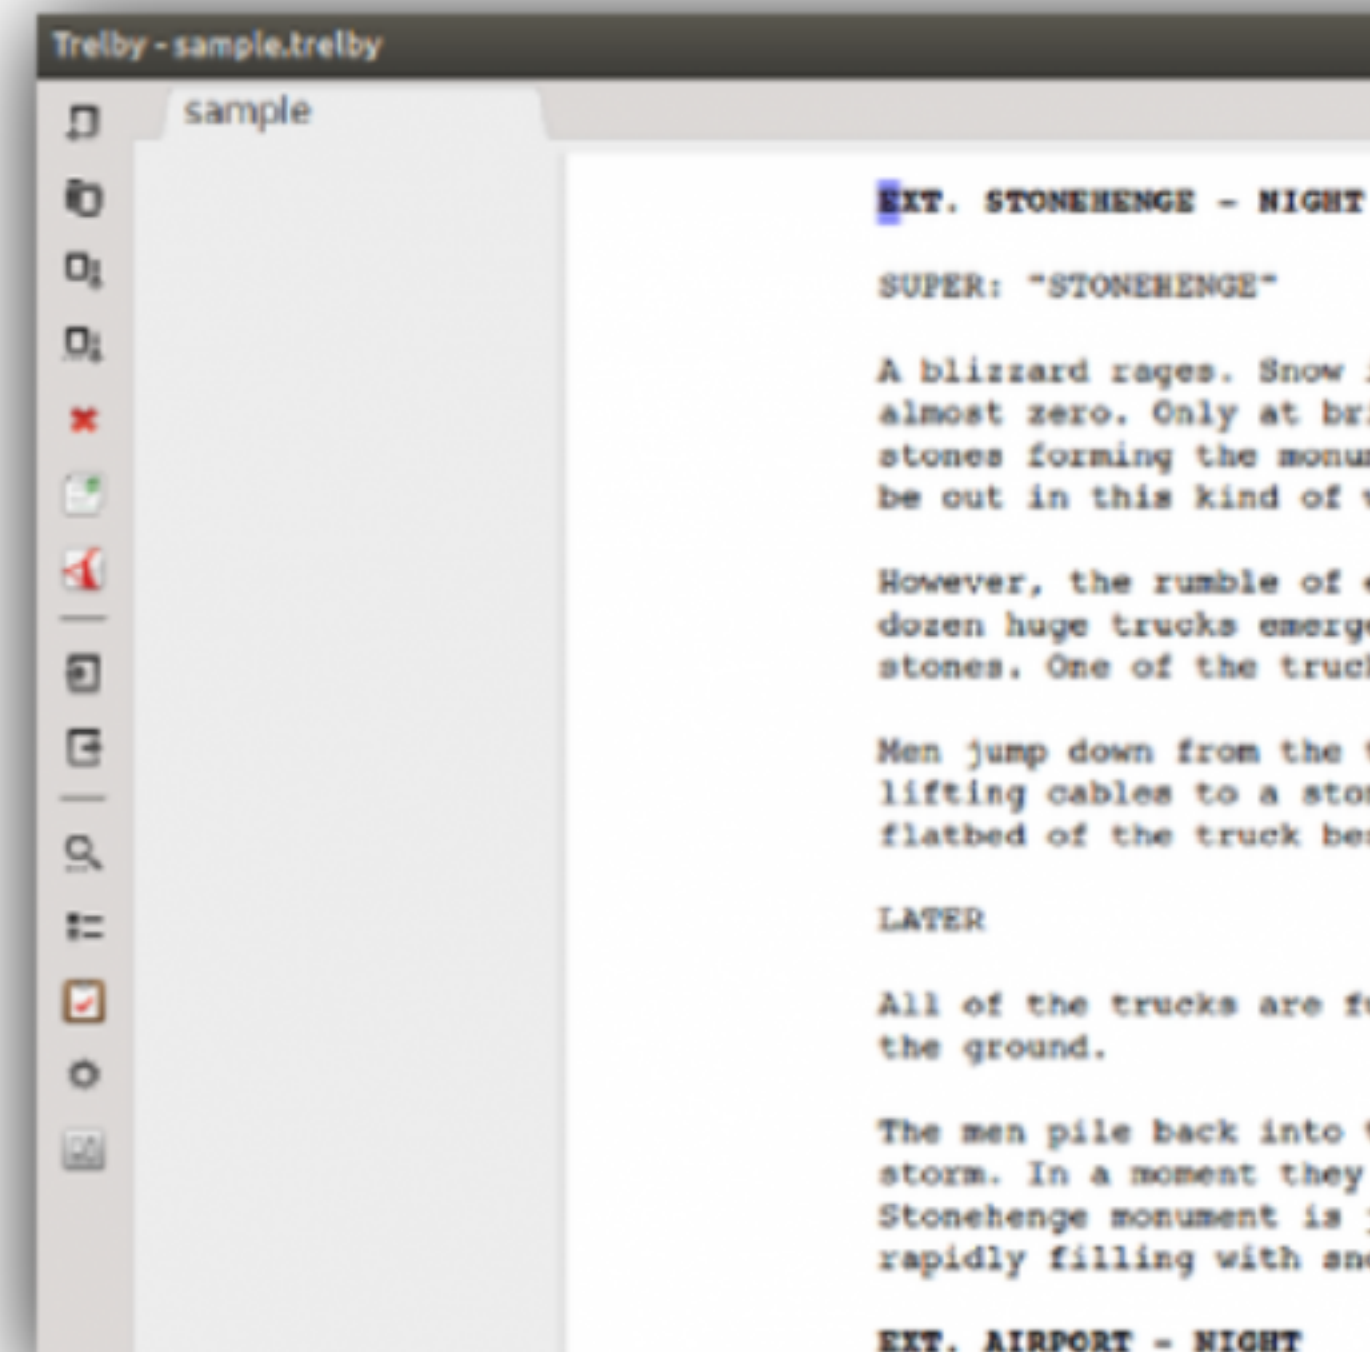 Trelby - sample.trelby
sample
EXT. STONEHENGE - NIGHT
SUPER: "STONEHENGE"
A blizzard rages. Snow
almost zero. Only at
stones forming the
be out in this kind of
However, the rumble of
dozen huge trucks
stones. One of the
Men jump down from the
lifting cables to a
flatbed of the truck
LATER
All of the trucks are
the ground.
The men pile back into
storm. In a moment they
Stonehenge monument is
rapidly filling with
EXT. AIRPORT - NIGHT